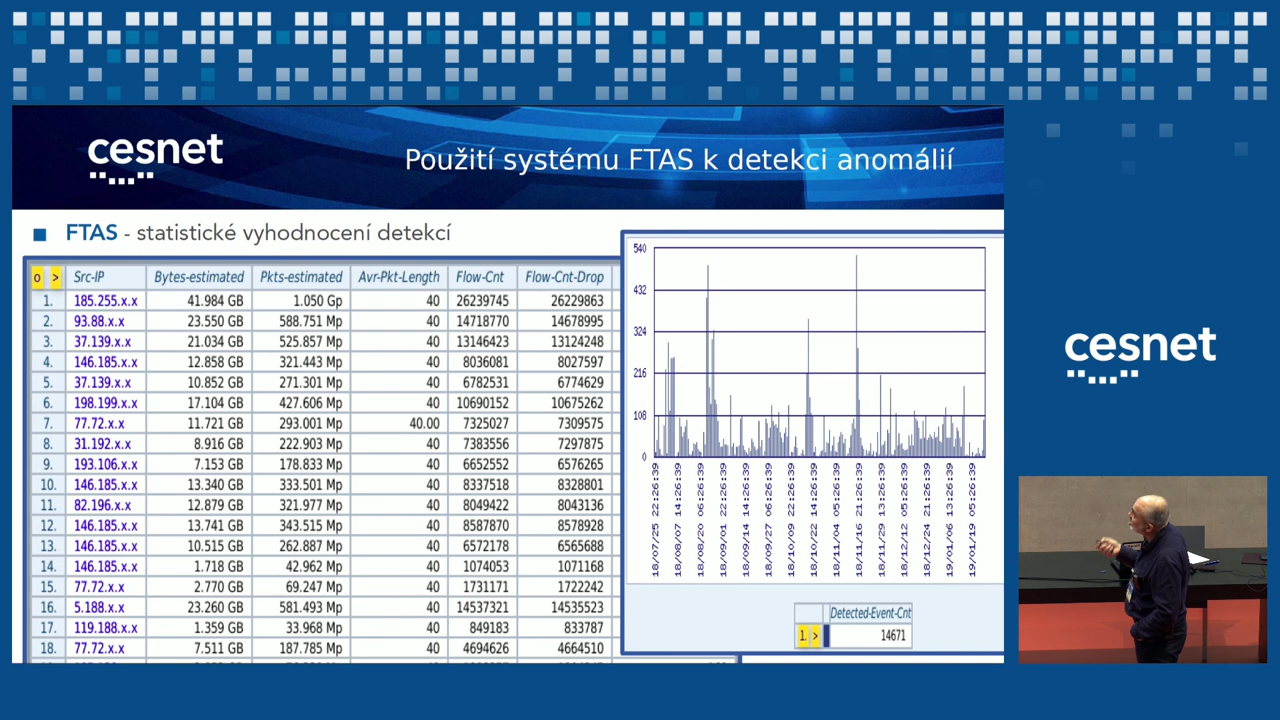 cesnet
Použití systému FTAS k detekci anomálií
FTAS - statistické vyhodnocení detekcí
o > Src-IP Bytes-estimated Pkts-estimated Avr-Pkt-Length Flow-Cnt Flow-Cnt-Drop
1. 185.255.x.x 41.984 GB 1.050 Gp 40 26239745 26229863
2. 93.88.x.x 23.550 GB 588.751 Mp 40 14718770 14678995
3. 37.139.x.x 21.034 GB 525.857 Mp 40 13146423 13124248
4. 146.185.x.x 12.858 GB 321.443 Mp 40 8036081 8027597
5. 37.139.x.x 10.852 GB 271.301 Mp 40 6782531 6774629
6. 198.199.x.x 17.104 GB 427.606 Mp 40 10690152 10675262
7. 77.72.x.x 11.721 GB 293.001 Mp 40.00 7325027 7309575
8. 31.192.x.x 8.916 GB 222.903 Mp 40 7383556 7297875
9. 193.106.x.x 7.153 GB 178.833 Mp 40 6652552 6576265
10. 146.185.x.x 13.340 GB 333.501 Mp 40 8337518 8328801
11. 82.196.x.x 12.879 GB 321.977 Mp 40 8049422 8043136
12. 146.185.x.x 13.741 GB 343.515 Mp 40 8587870 8578928
13. 146.185.x.x 10.515 GB 262.887 Mp 40 6572178 6565688
14. 146.185.x.x 1.718 GB 42.962 Mp 40 1074053 1071168
15. 77.72.x.x 2.770 GB 69.247 Mp 40 1731171 1722242
16. 5.188.x.x 23.260 GB 581.493 Mp 40 14537321 14535523
17. 119.188.x.x 1.359 GB 33.968 Mp 40 849183 833787
18. 77.72.x.x 7.511 GB 187.785 Mp 40 4694626 4664510
540
432
324
216
108
0
18/07/25 22:26:39
18/08/07 14:26:39
18/08/20 06:26:39
18/09/01 22:26:39
18/09/14 14:26:39
18/09/27 06:26:39
18/10/09 22:26:39
18/10/22 14:26:39
18/11/04 05:26:39
18/11/16 21:26:39
18/11/29 13:26:39
18/12/12 05:26:39
18/12/24 21:26:39
19/01/06 13:26:39
19/01/19 05:26:39
Detected-Event-Cnt
1. > 14671
cesnet